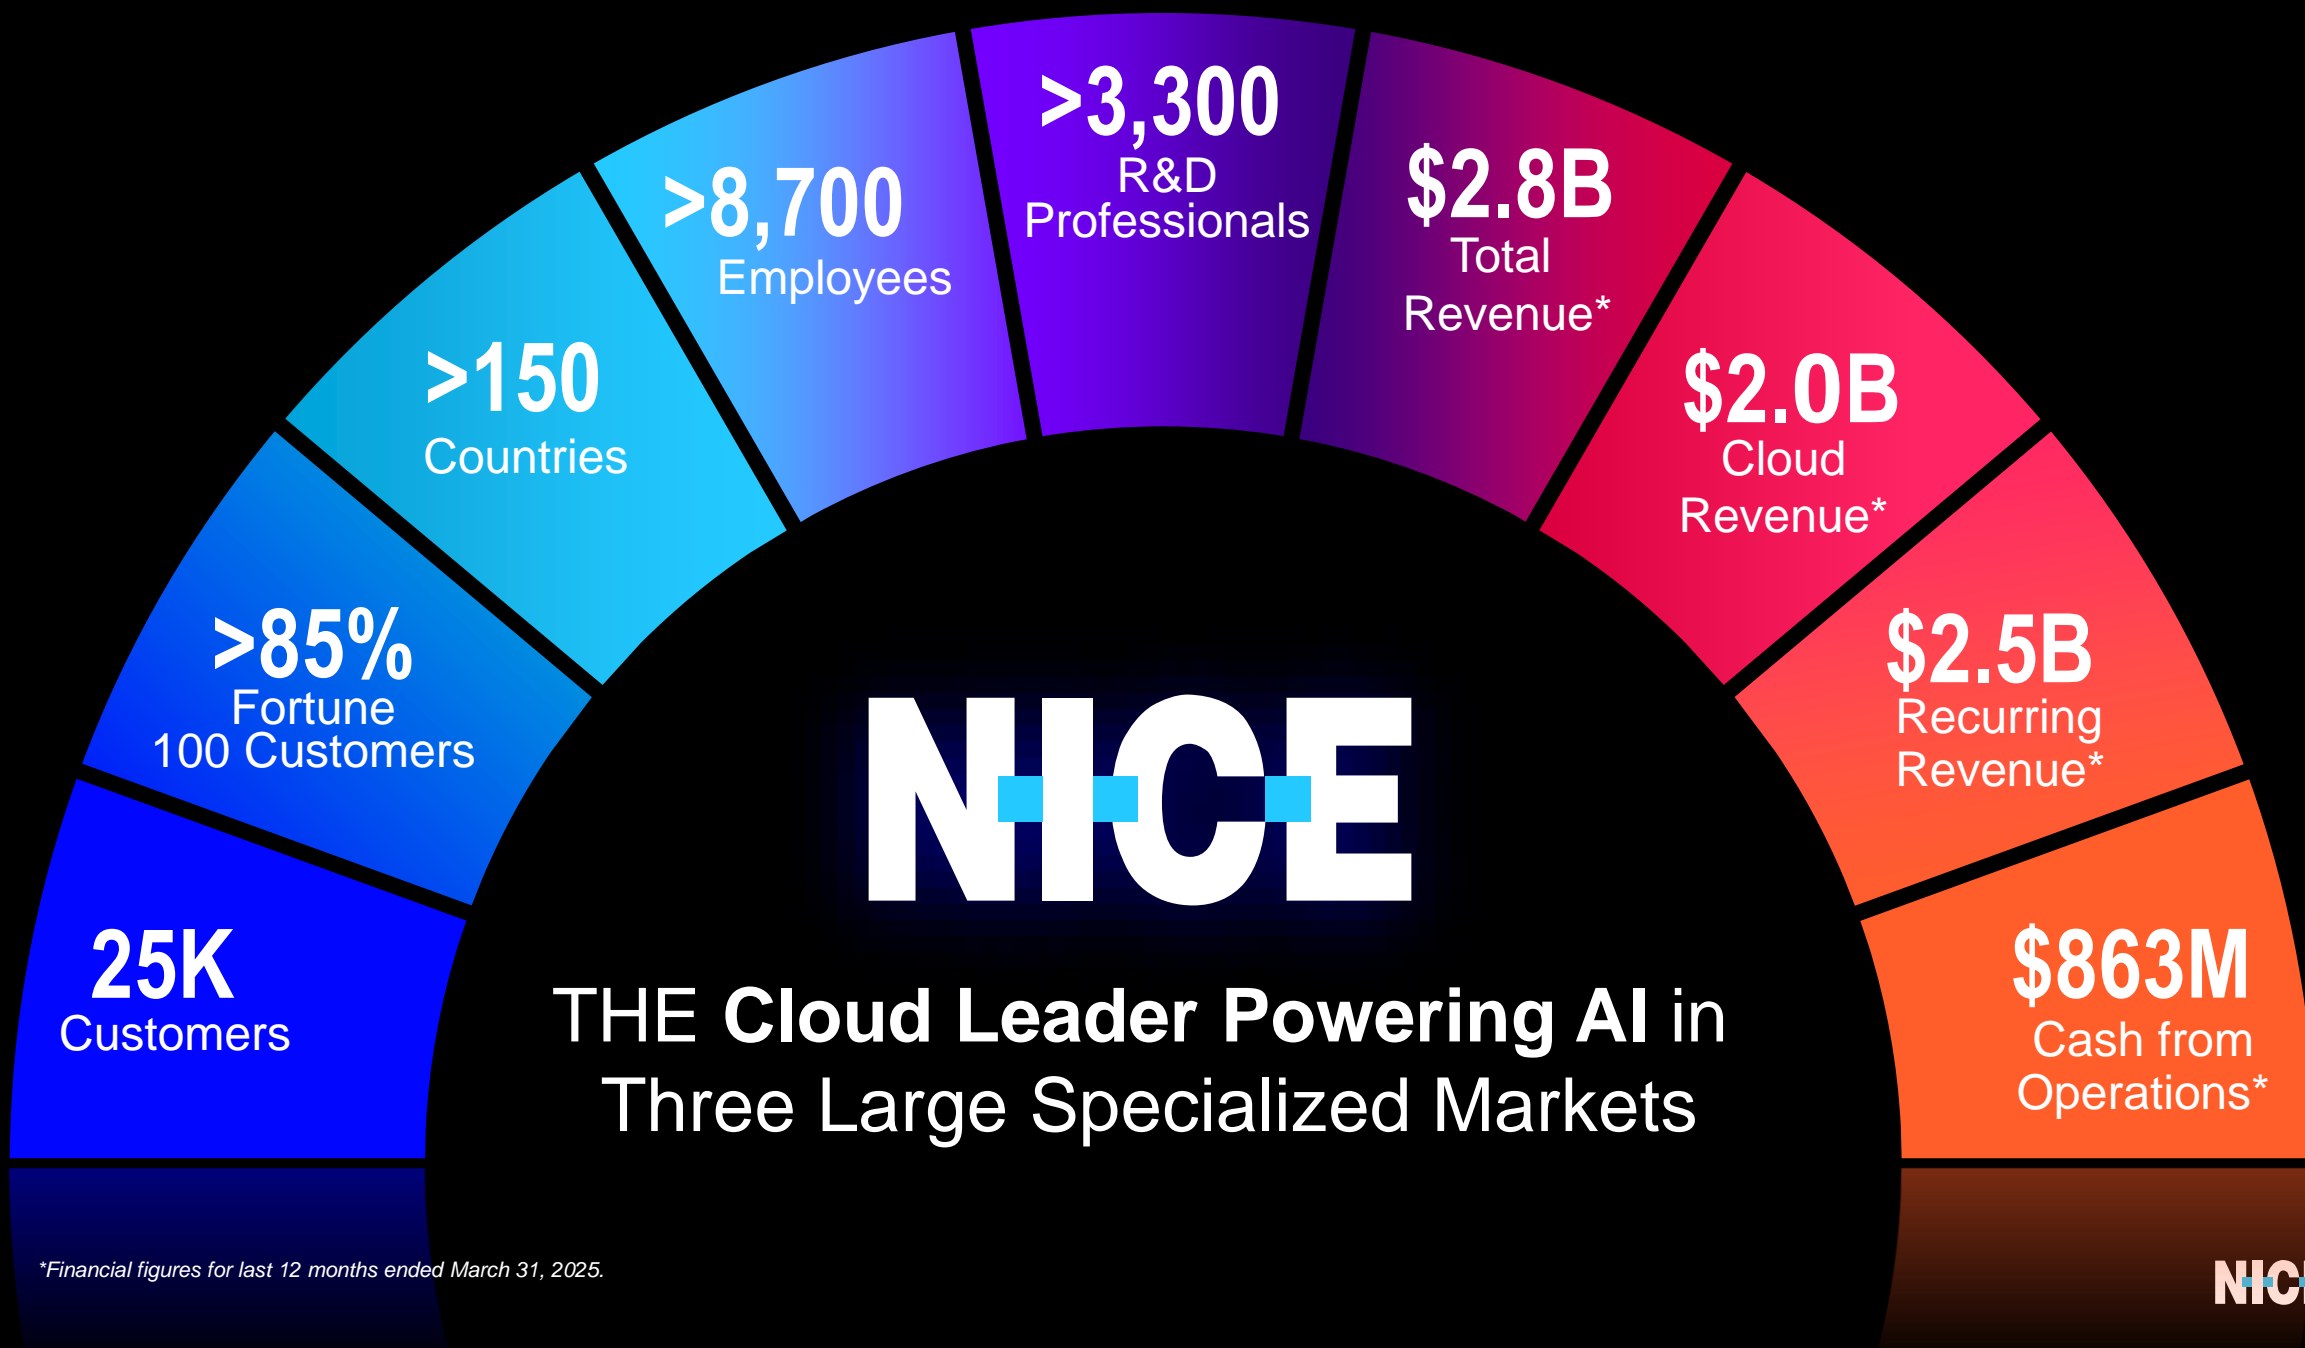 25K
Customers
>85%
Fortune
100 Customers
>150
Countries
>8,700
Employees
>3,300
R&D
Professionals
$2.8B
Total
Revenue*
$2.0B
Cloud
Revenue*
$2.5B
Recurring
Revenue*
$863M
Cash from
Operations*
NICE
THE Cloud Leader Powering AI in
Three Large Specialized Markets
*Financial figures for last 12 months ended March 31, 2025.
NICE